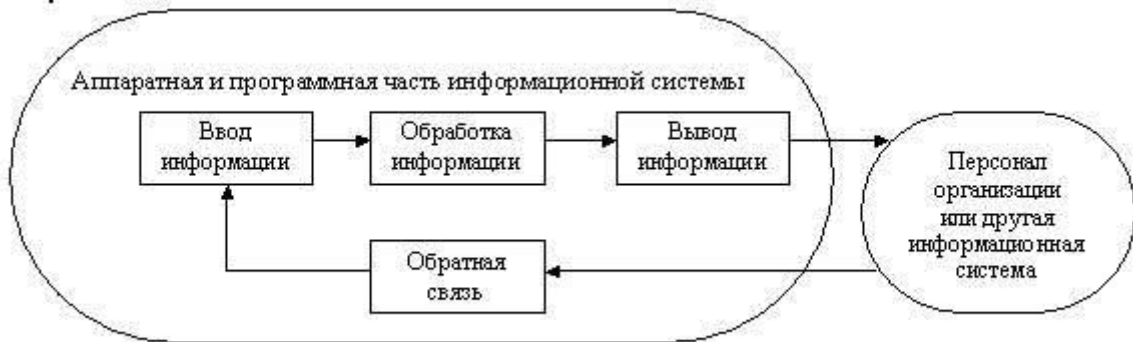 Аппаратная и программная часть информационной системы
Ввод
информации
Обработка
информации
Вывод
информации
Персонал
организации
или другая
информационная
система
Обратная
связь